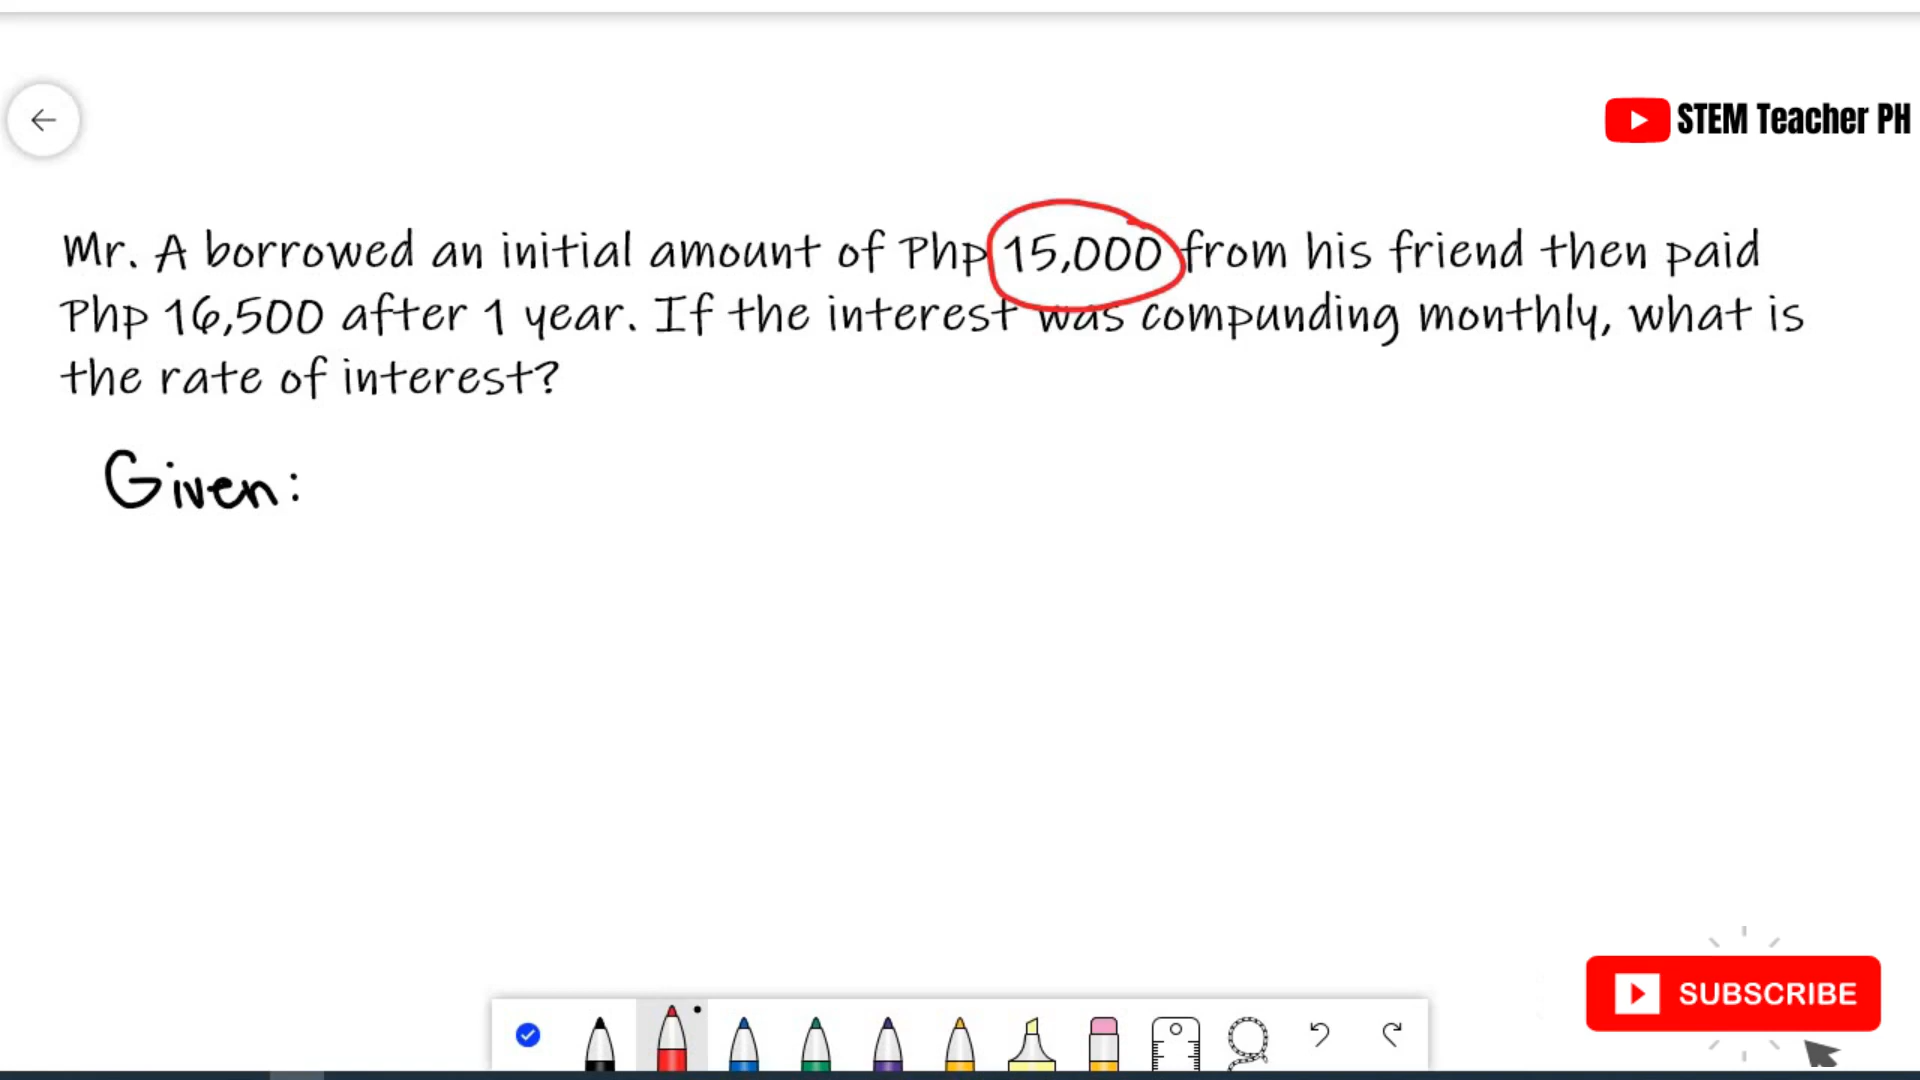 STEM Teacher PH
Mr. A borrowed an initial amount of Php 15,000 from his friend then paid
Php 16,500 after 1 year. If the interest was compunding monthly, what is
the rate of interest?
Given:
SUBSCRIBE